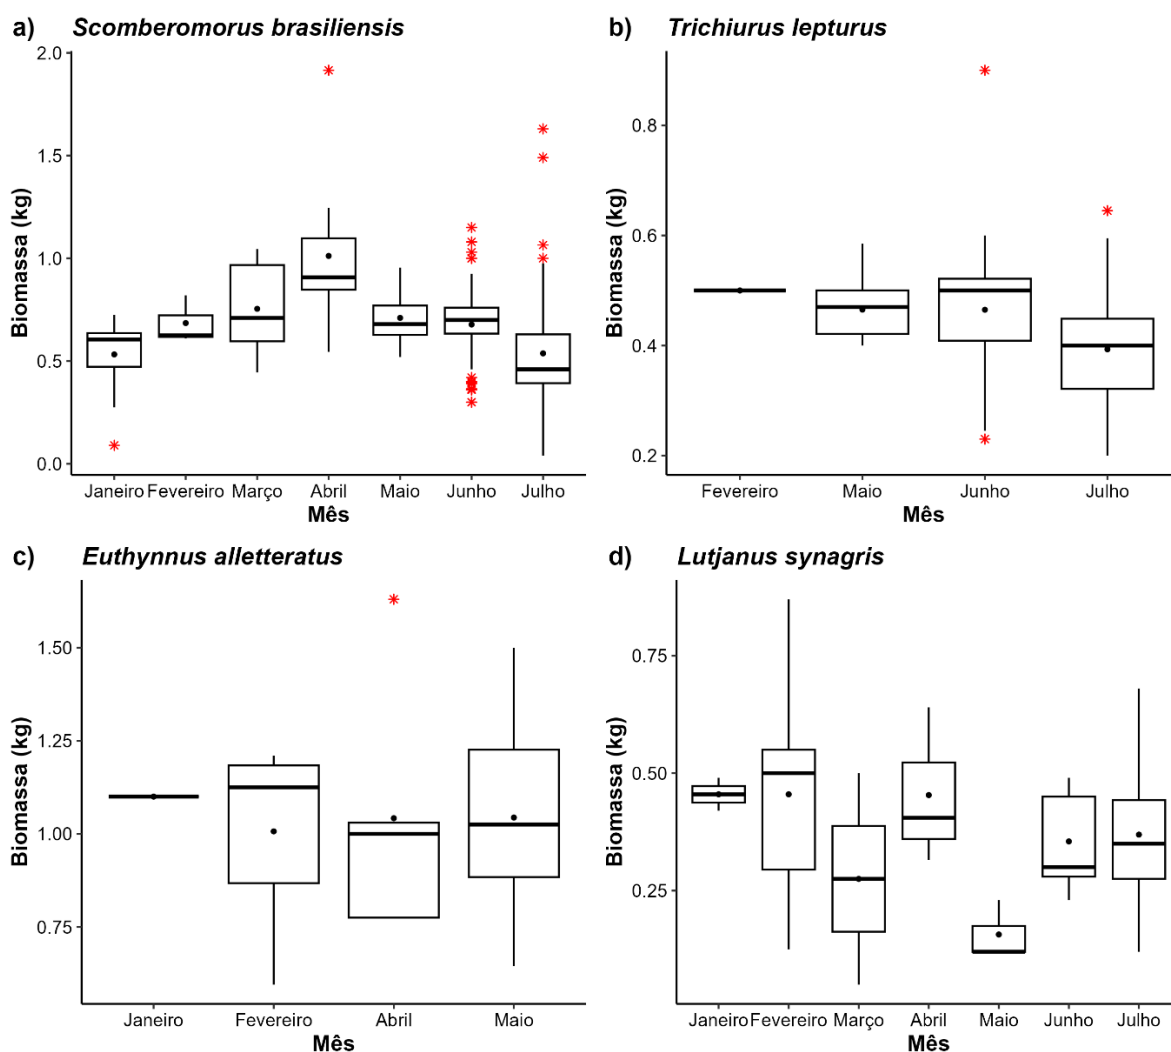 a) Scomberomorus brasiliensis
2.0
1.5
1.0
0.5
0.0
Biomassa (kg)
Janeiro Fevereiro Março Abril Maio Junho Julho
Mês
b) Trichiurus lepturus
0.8
0.6
0.4
0.2
Biomassa (kg)
Fevereiro Maio Junho Julho
Mês
c) Euthynnus alletteratus
1.50
1.25
1.00
0.75
Biomassa (kg)
Janeiro Fevereiro Abril Maio
Mês
d) Lutjanus synagris
0.75
0.50
0.25
Biomassa (kg)
Janeiro Fevereiro Março Abril Maio Junho Julho
Mês